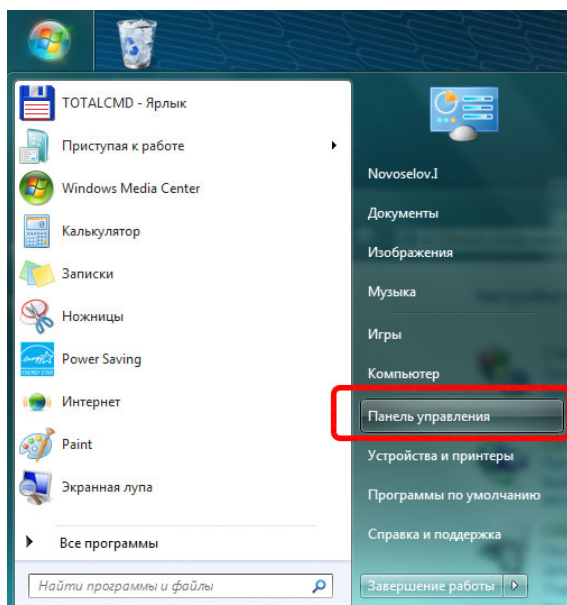 TOTALCMD - Ярлык
Приступая к работе
Windows Media Center
Калькулятор
Записки
Ножницы
Power Saving
ENERGY STAR
Интернет
Paint
Экранная лупа
Все программы
Найти программы и файлы
Novoselov.I
Документы
Изображения
Музыка
Игры
Компьютер
Панель управления
Устройства и принтеры
Программы по умолчанию
Справка и поддержка
Завершение работы